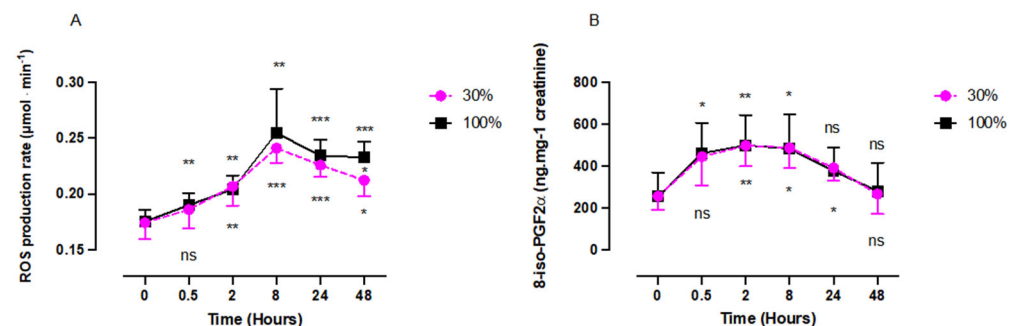 A
ROS production rate (µmol · min⁻¹)
0.30
0.25
0.20
0.15
** ** ** *** ***
*
ns ** *** *** *
0 0.5 2 8 24 48
Time (Hours)
30%
100%
B
8-iso-PGF2α (ng.mg-1 creatinine)
800
600
400
200
0
* ** * ns ns
ns ** * * ns
0 0.5 2 8 24 48
Time (Hours)
30%
100%